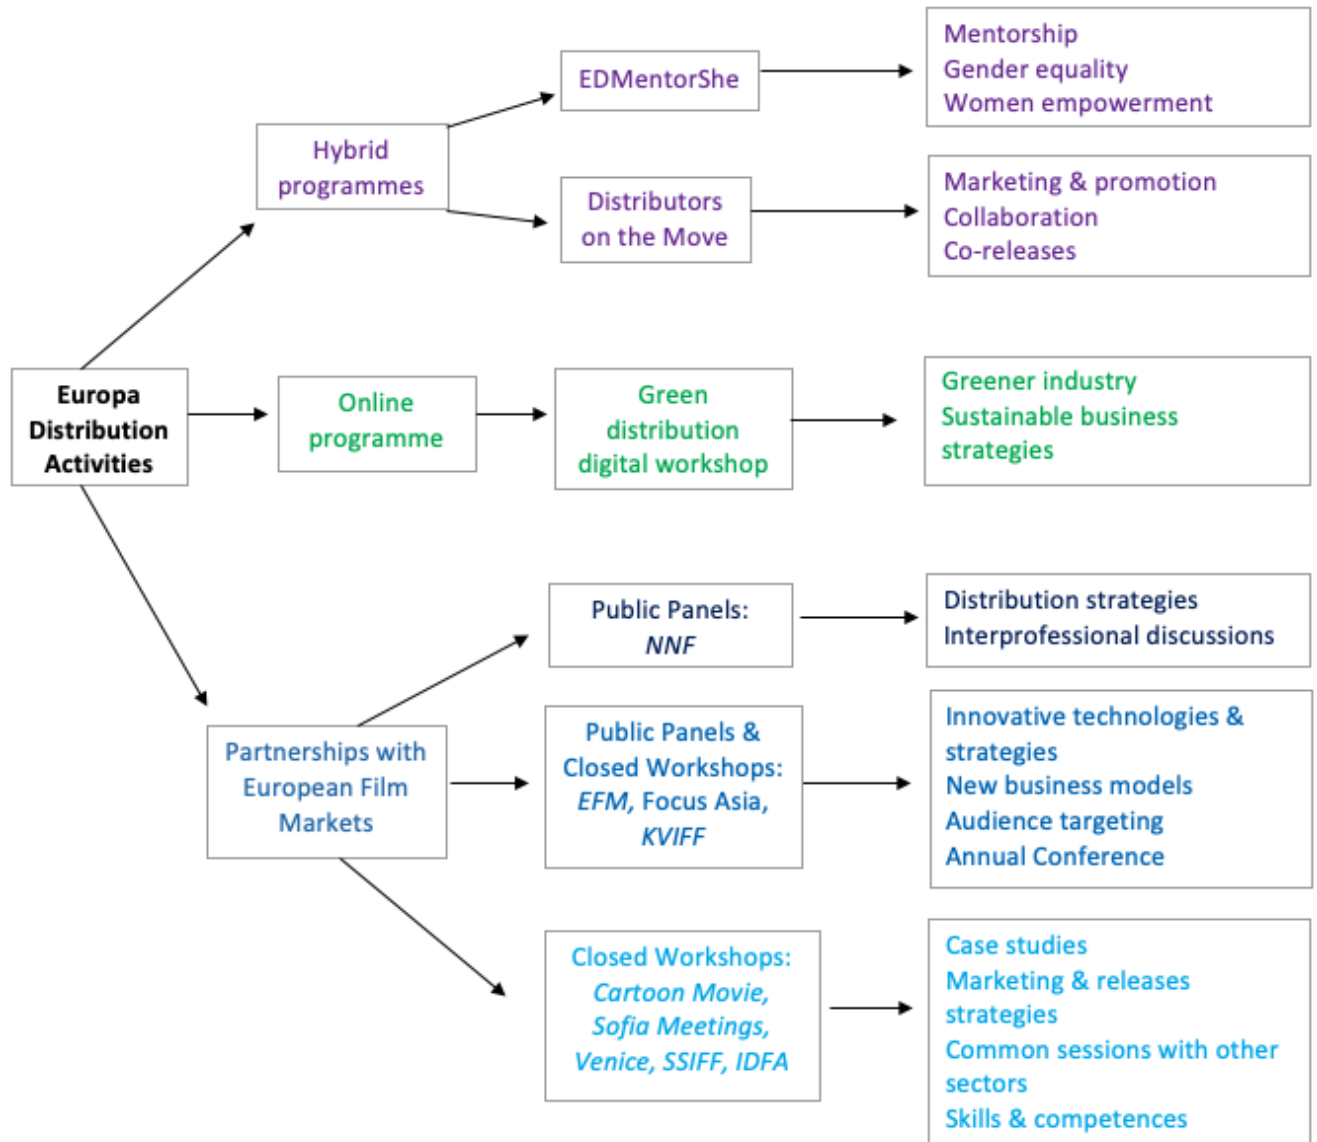 Europa
Distribution
Activities
Hybrid
programmes
EDMentorShe
Mentorship
Gender equality
Women empowerment
Distributors
on the Move
Marketing & promotion
Collaboration
Co-releases
Online
programme
Green
distribution
digital workshop
Greener industry
Sustainable business
strategies
Partnerships with
European Film
Markets
Public Panels:
NNF
Distribution strategies
Interprofessional discussions
Public Panels &
Closed Workshops:
EFM, Focus Asia,
KVIFF
Innovative technologies &
strategies
New business models
Audience targeting
Annual Conference
Closed Workshops:
Cartoon Movie,
Sofia Meetings,
Venice, SSIFF, IDFA
Case studies
Marketing & releases
strategies
Common sessions with other
sectors
Skills & competences